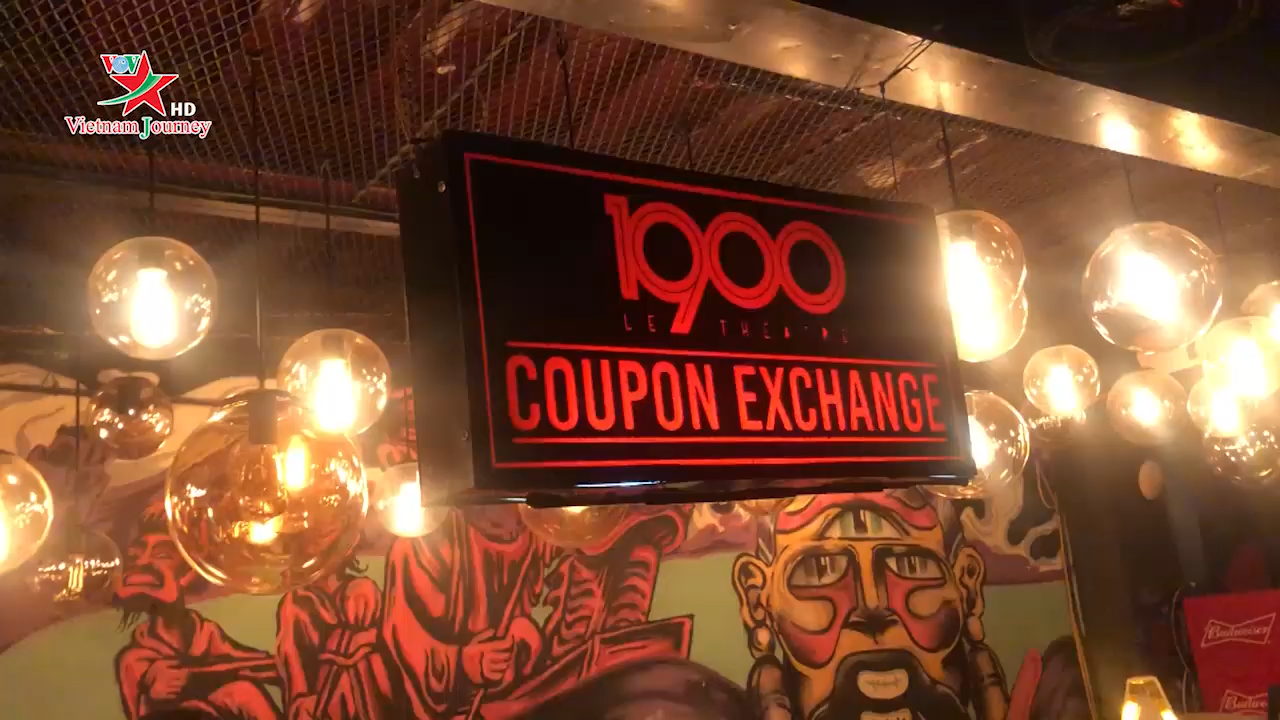 VOV
HD
Vietnam Journey
1900
LE THEATRE
COUPON EXCHANGE
Budweiser